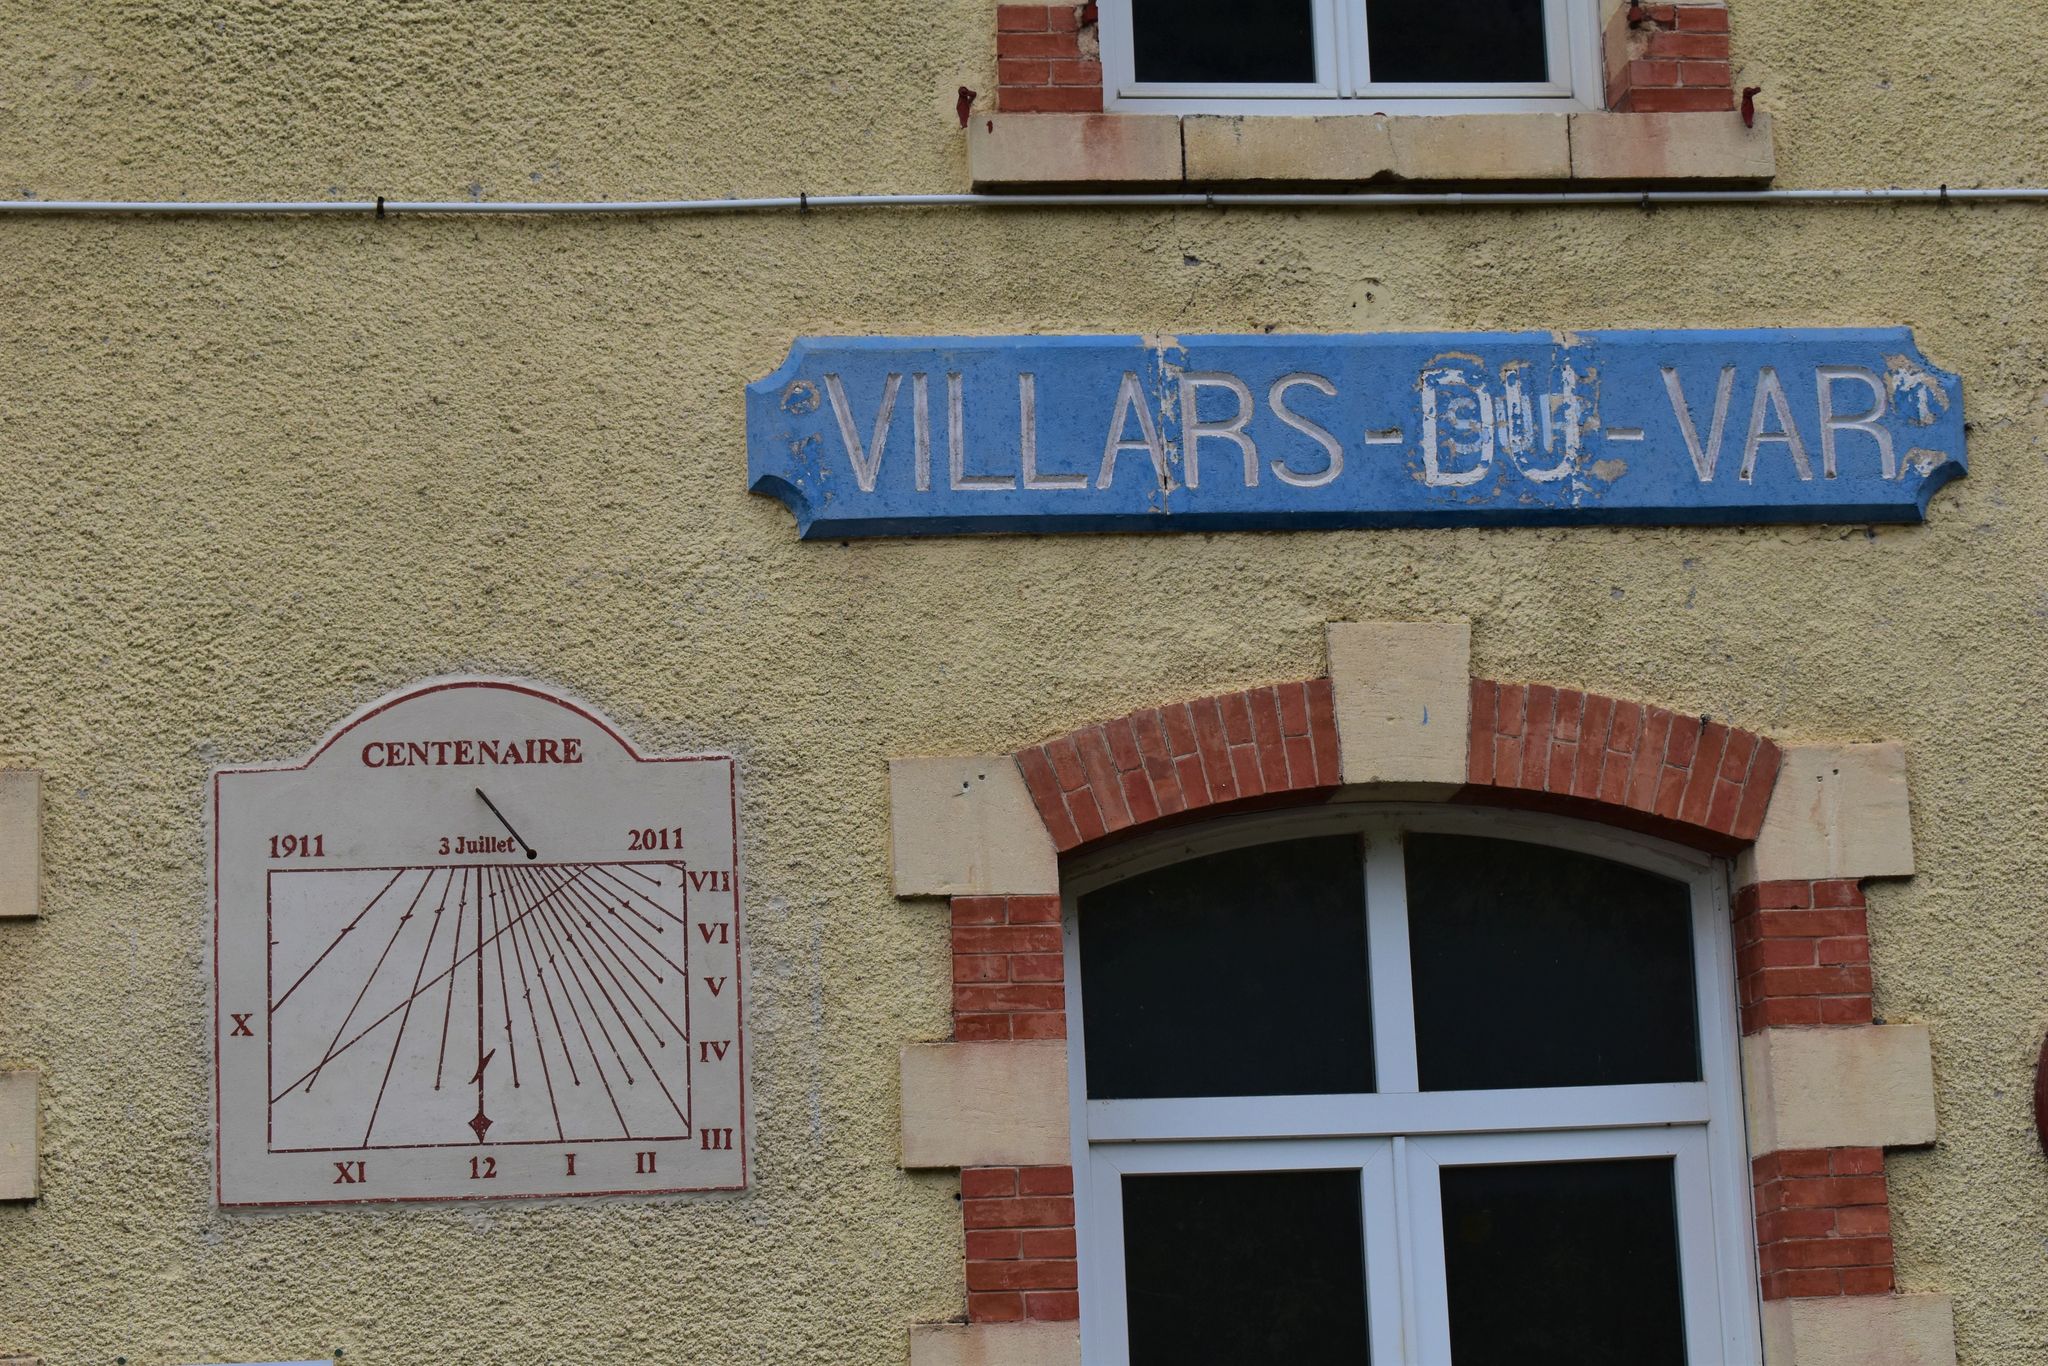 VILLARS-DU-VAR
CENTENAIRE
1911 3 Juillet 2011
VII
VI
V
X
IV
III
XI 12 I II